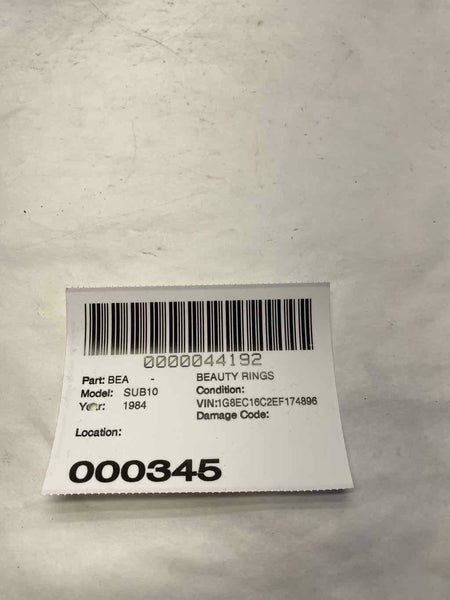 0000044192
Part: BEA - BEAUTY RINGS
Model: SUB10 Condition:
Year: 1984 VIN:1G8EC16C2EF174896
Damage Code:
Location:
000345